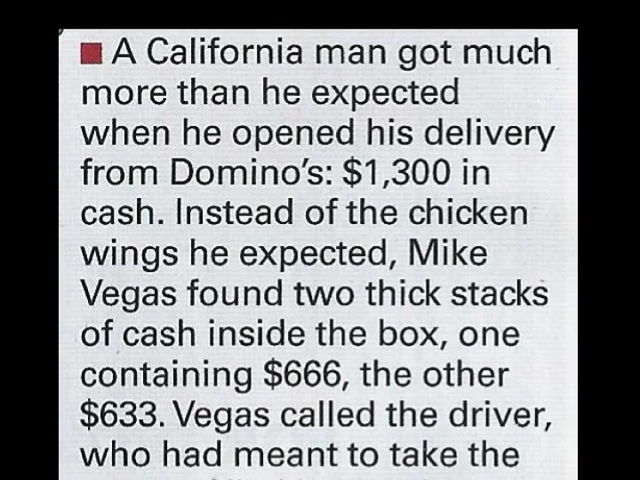 ■ A California man got much
more than he expected
when he opened his delivery
from Domino's: $1,300 in
cash. Instead of the chicken
wings he expected, Mike
Vegas found two thick stacks
of cash inside the box, one
containing $666, the other
$633. Vegas called the driver,
who had meant to take the